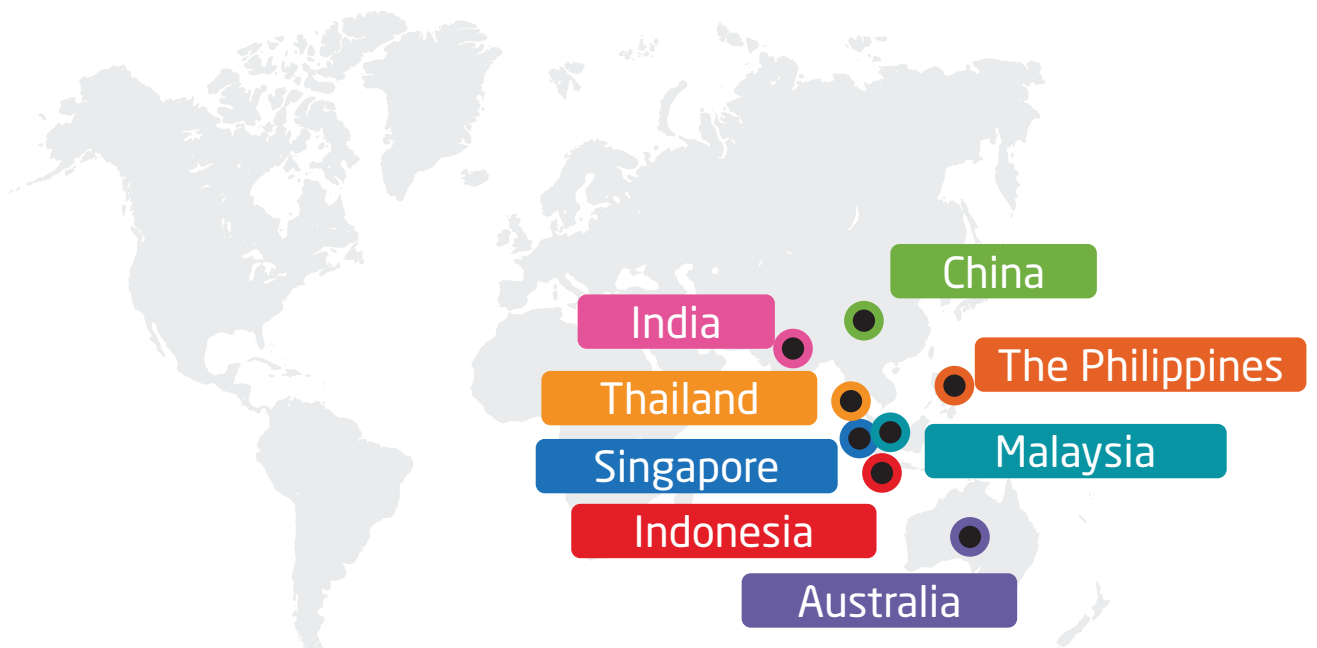 China
India
The Philippines
Thailand
Malaysia
Singapore
Indonesia
Australia